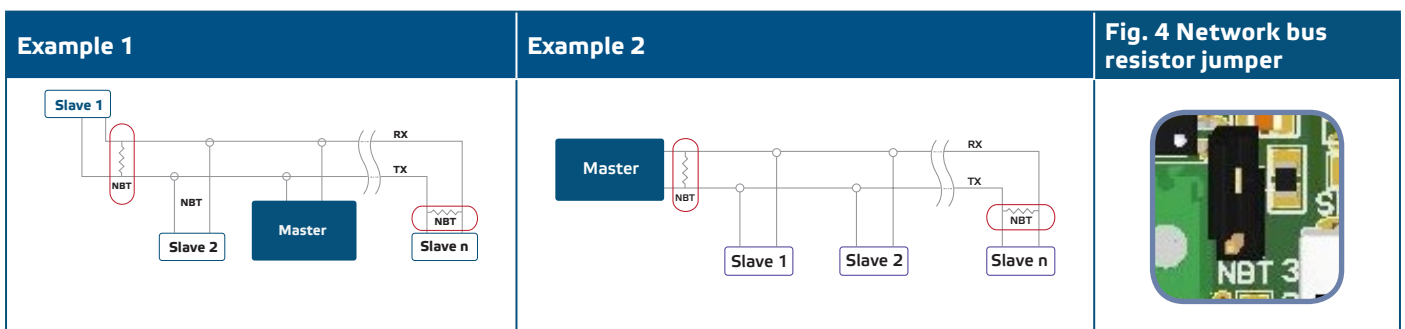 Example 1
Example 2
Fig. 4 Network bus
resistor jumper
Slave 1
RX
TX
NBT
NBT
Slave 2
Master
NBT
Slave n
Master
RX
TX
NBT
NBT
Slave 1
Slave 2
Slave n
NBT 3